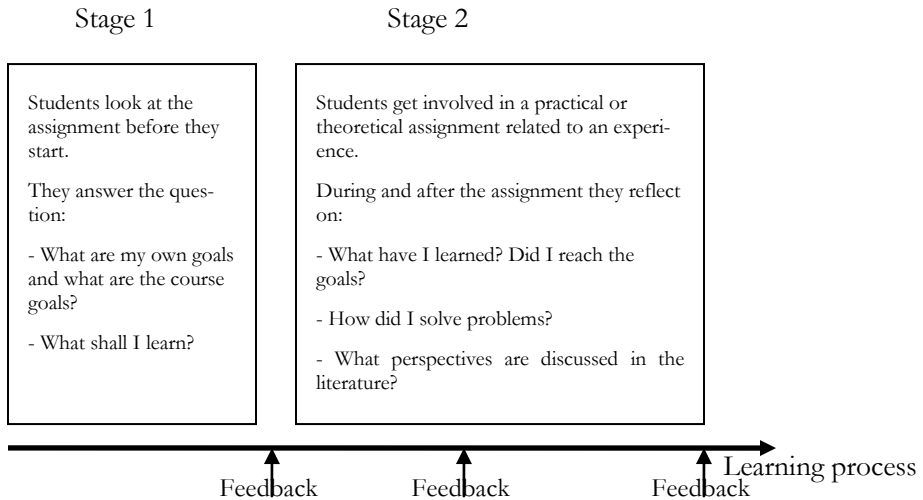 Stage 1
Stage 2
Students look at the
assignment before they
start.
They answer the ques-
tion:
- What are my own goals
and what are the course
goals?
- What shall I learn?
Students get involved in a practical or
theoretical assignment related to an experi-
ence.
During and after the assignment they reflect
on:
- What have I learned? Did I reach the
goals?
- How did I solve problems?
- What perspectives are discussed in the
literature?
Learning process
Feedback
Feedback
Feedback